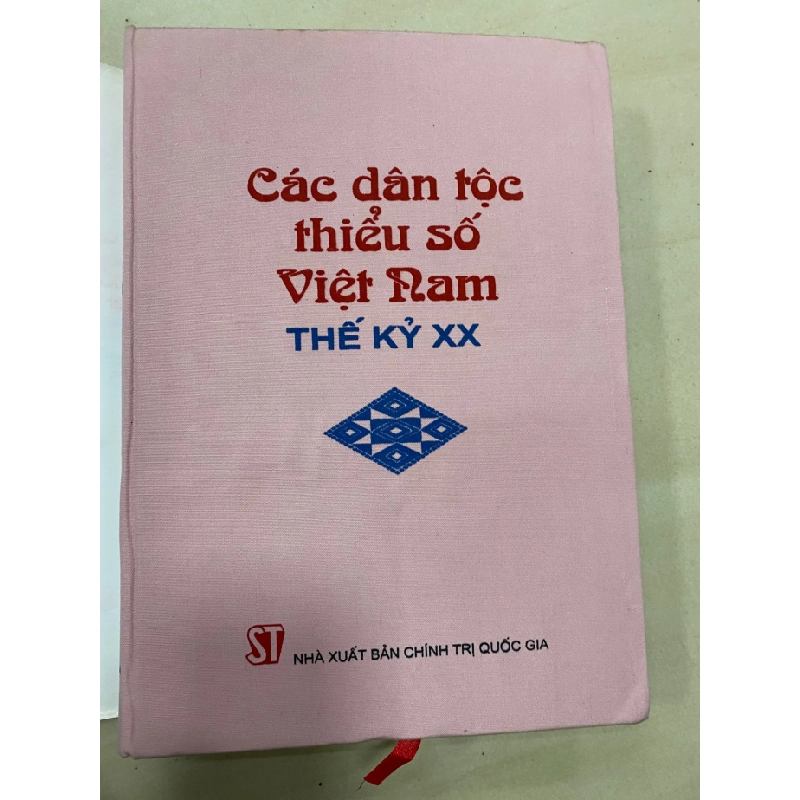 Các dân tộc
thiểu số
Việt Nam
THẾ KỶ XX
ST NHÀ XUẤT BẢN CHÍNH TRỊ QUỐC GIA